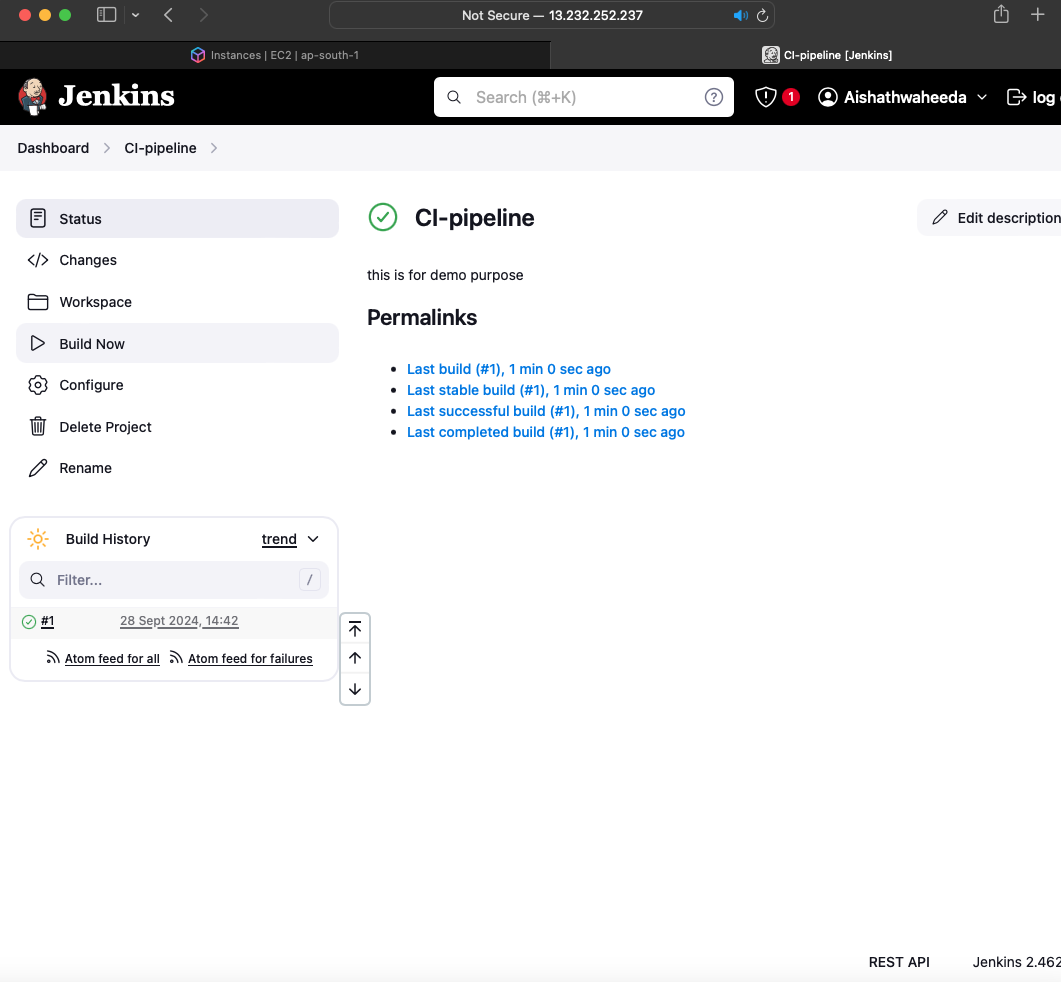 Not Secure — 13.232.252.237
Instances | EC2 | ap-south-1
CI-pipeline [Jenkins]
Jenkins
Search (⌘+K)
?
1
Aishathwaheeda
log
Dashboard
CI-pipeline
Status
Changes
Workspace
Build Now
Configure
Delete Project
Rename
CI-pipeline
Edit description
this is for demo purpose
Permalinks
• Last build (#1), 1 min 0 sec ago
• Last stable build (#1), 1 min 0 sec ago
• Last successful build (#1), 1 min 0 sec ago
• Last completed build (#1), 1 min 0 sec ago
Build History
trend
Filter...
/
#1
28 Sept 2024, 14:42
Atom feed for all
Atom feed for failures
REST API
Jenkins 2.462